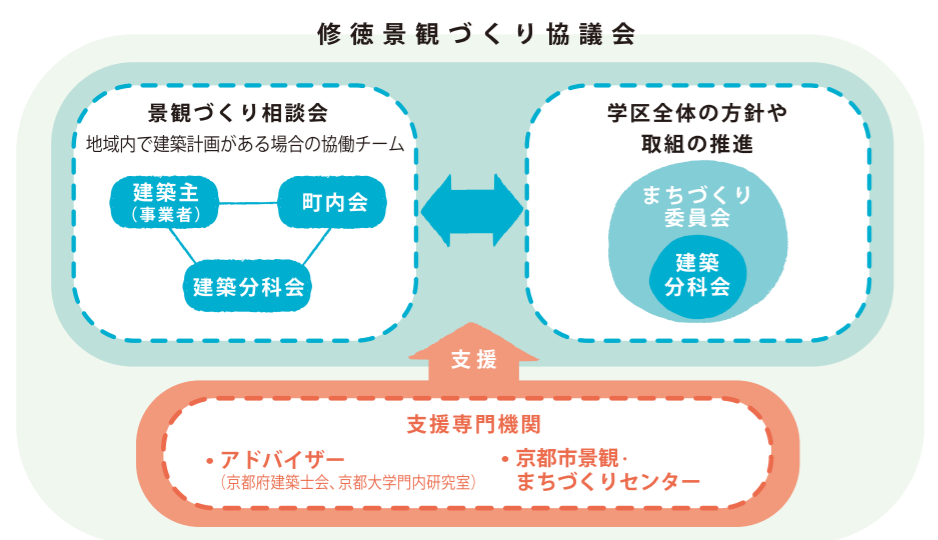 修徳景観づくり協議会
景観づくり相談会
地域内で建築計画がある場合の協働チーム
建築主
（事業者）
町内会
建築分科会
学区全体の方針や
取組の推進
まちづくり
委員会
建築
分科会
支援
支援専門機関
• アドバイザー
（京都府建築士会、京都大学門内研究室）
• 京都市景観・
まちづくりセンター